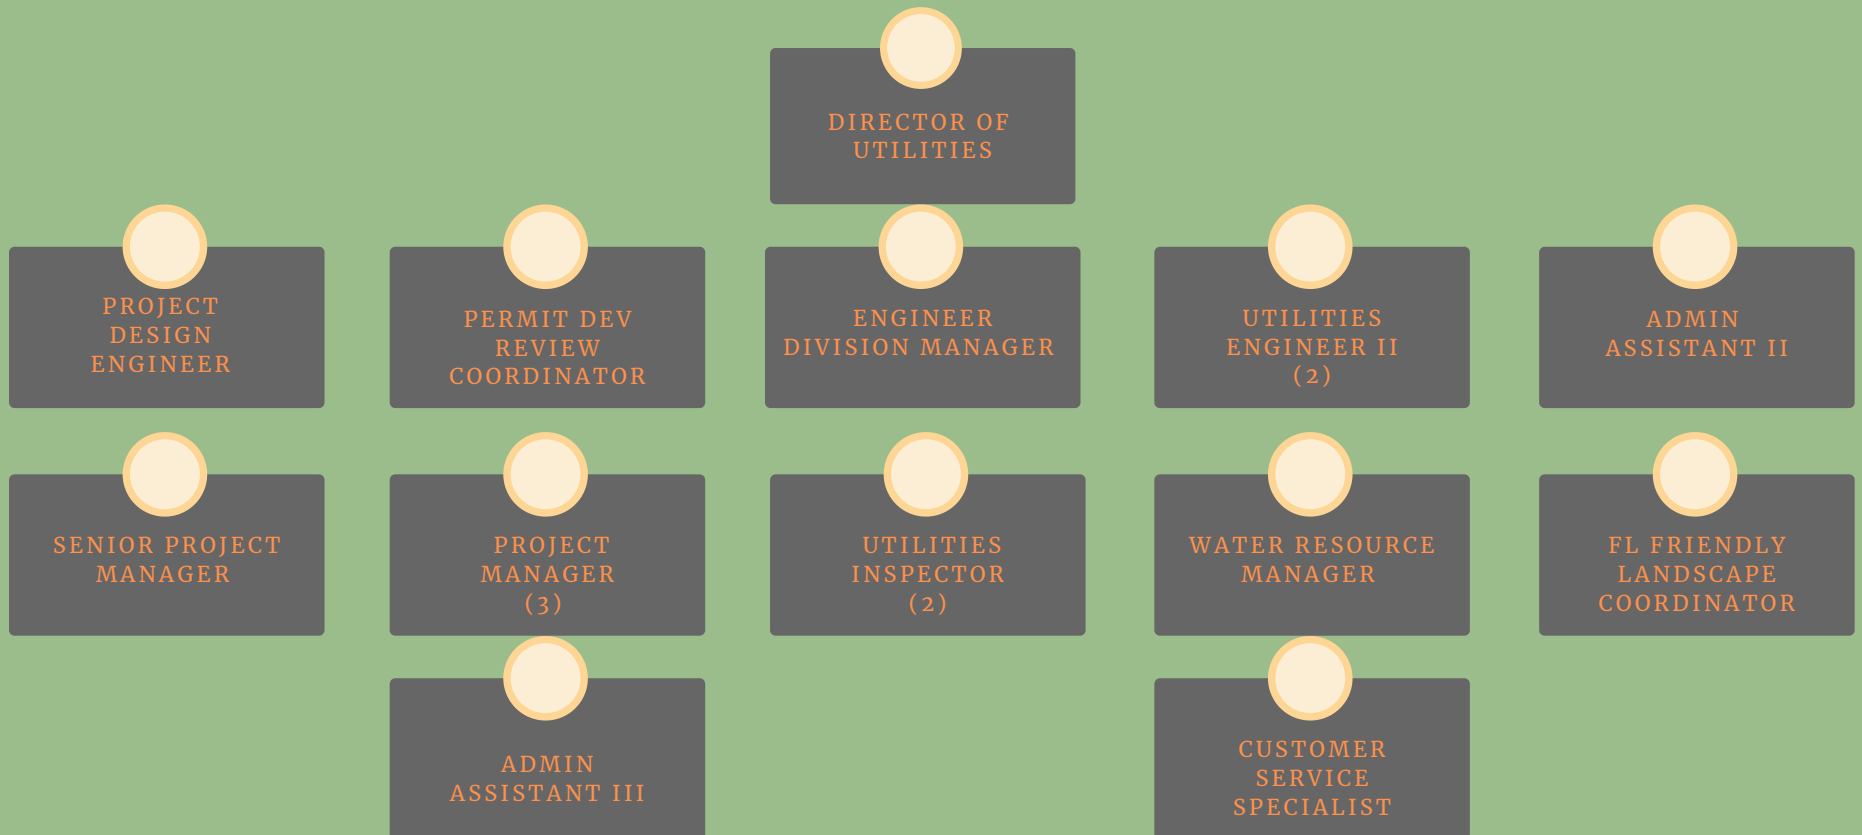 DIRECTOR OF
UTILITIES
PROJECT
DESIGN
ENGINEER
PERMIT DEV
REVIEW
COORDINATOR
ENGINEER
DIVISION MANAGER
UTILITIES
ENGINEER II
(2)
ADMIN
ASSISTANT II
SENIOR PROJECT
MANAGER
PROJECT
MANAGER
(3)
UTILITIES
INSPECTOR
(2)
WATER RESOURCE
MANAGER
FL FRIENDLY
LANDSCAPE
COORDINATOR
ADMIN
ASSISTANT III
CUSTOMER
SERVICE
SPECIALIST